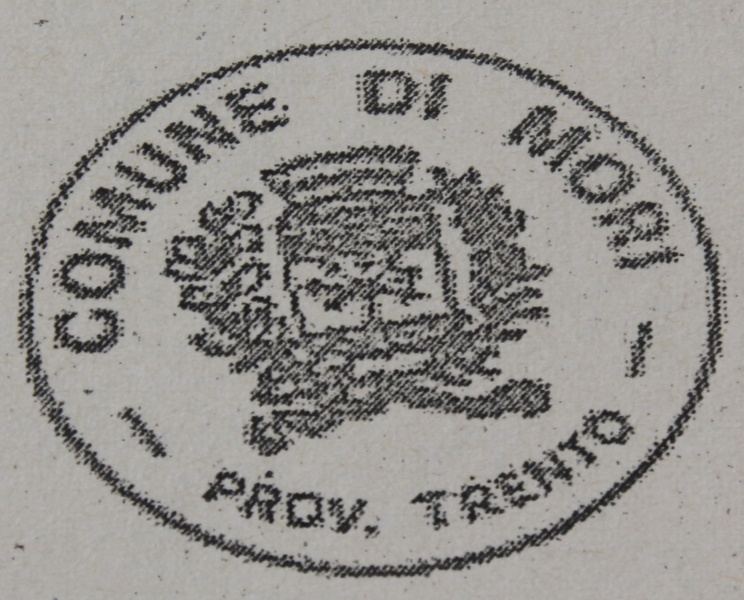 COMUNE DI MORI
— PROV. TRENTO —